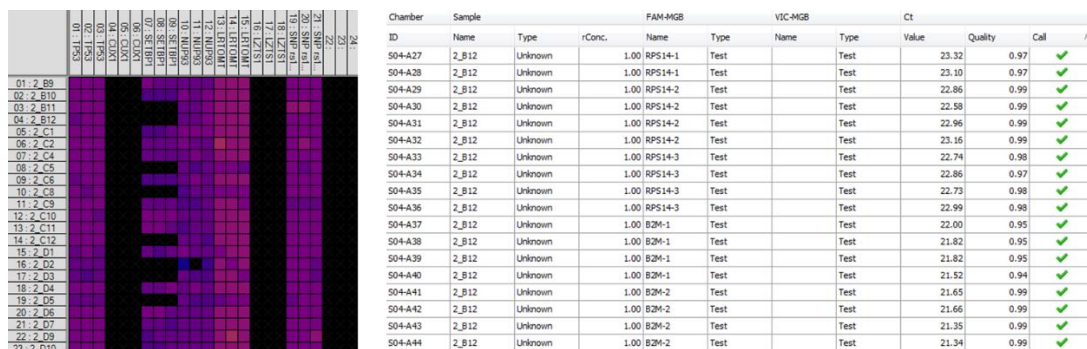 01 : TP53
02 : TP53
03 : TP53
04 : CUX1
05 : CUX1
06 : CUX1
07 : SETBP1
08 : SETBP1
09 : SETBP1
10 : NUP93
11 : NUP93
12 : NUP93
13 : LRTOMT
14 : LRTOMT
15 : LRTOMT
16 : LZTS1
17 : LZTS1
18 : LZTS1
19 : SNP rs1...
20 : SNP rs1...
21 : SNP rs1...
22 :
23 :
24 :
01 : 2_B9
02 : 2_B10
03 : 2_B11
04 : 2_B12
05 : 2_C1
06 : 2_C2
07 : 2_C4
08 : 2_C5
09 : 2_C6
10 : 2_C8
11 : 2_C9
12 : 2_C10
13 : 2_C11
14 : 2_C12
15 : 2_D1
16 : 2_D2
17 : 2_D3
18 : 2_D4
19 : 2_D5
20 : 2_D6
21 : 2_D7
22 : 2_D9
23 : 2_D10
Chamber Sample FAM-MGB VIC-MGB Ct
ID Name Type rConc. Name Type Name Type Value Quality Call
S04-A27 2_B12 Unknown 1.00 RPS14-1 Test Test 23.32 0.97
S04-A28 2_B12 Unknown 1.00 RPS14-1 Test Test 23.10 0.97
S04-A29 2_B12 Unknown 1.00 RPS14-2 Test Test 22.86 0.99
S04-A30 2_B12 Unknown 1.00 RPS14-2 Test Test 22.58 0.99
S04-A31 2_B12 Unknown 1.00 RPS14-2 Test Test 22.96 0.99
S04-A32 2_B12 Unknown 1.00 RPS14-2 Test Test 23.16 0.99
S04-A33 2_B12 Unknown 1.00 RPS14-3 Test Test 22.74 0.98
S04-A34 2_B12 Unknown 1.00 RPS14-3 Test Test 22.86 0.97
S04-A35 2_B12 Unknown 1.00 RPS14-3 Test Test 22.73 0.98
S04-A36 2_B12 Unknown 1.00 RPS14-3 Test Test 22.99 0.98
S04-A37 2_B12 Unknown 1.00 B2M-1 Test Test 22.00 0.95
S04-A38 2_B12 Unknown 1.00 B2M-1 Test Test 21.82 0.95
S04-A39 2_B12 Unknown 1.00 B2M-1 Test Test 21.82 0.95
S04-A40 2_B12 Unknown 1.00 B2M-1 Test Test 21.52 0.94
S04-A41 2_B12 Unknown 1.00 B2M-2 Test Test 21.65 0.99
S04-A42 2_B12 Unknown 1.00 B2M-2 Test Test 21.66 0.99
S04-A43 2_B12 Unknown 1.00 B2M-2 Test Test 21.35 0.99
S04-A44 2_B12 Unknown 1.00 B2M-2 Test Test 21.34 0.99